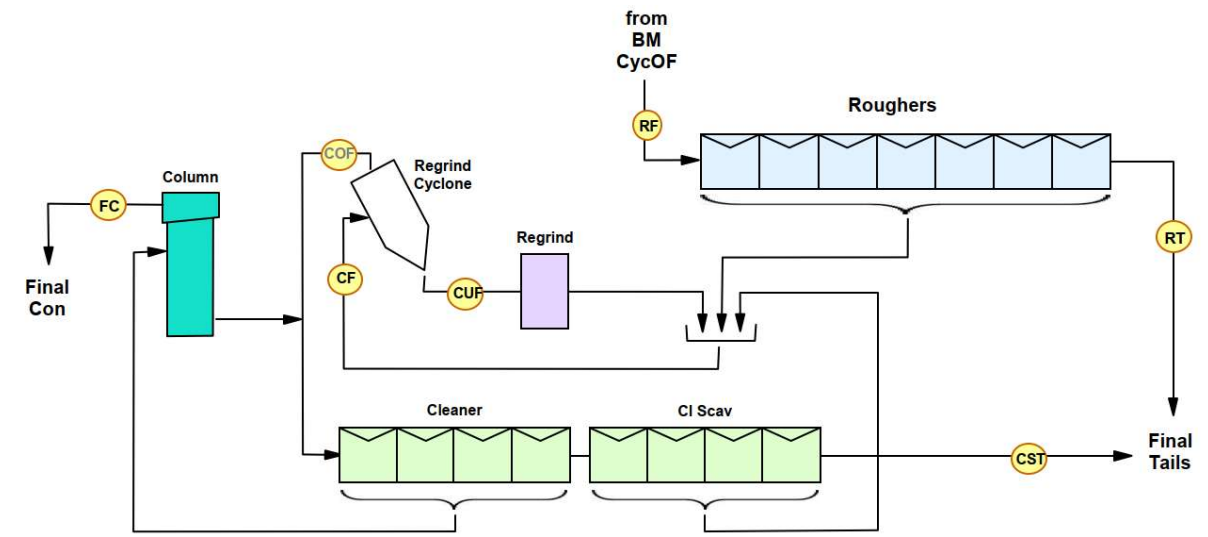 from
BM
CycOF
Roughers
RF
COF
Regrind
Cyclone
Column
FC
RT
Regrind
CF
CUF
Final
Con
Cleaner
Cl Scav
Final
Tails
CST